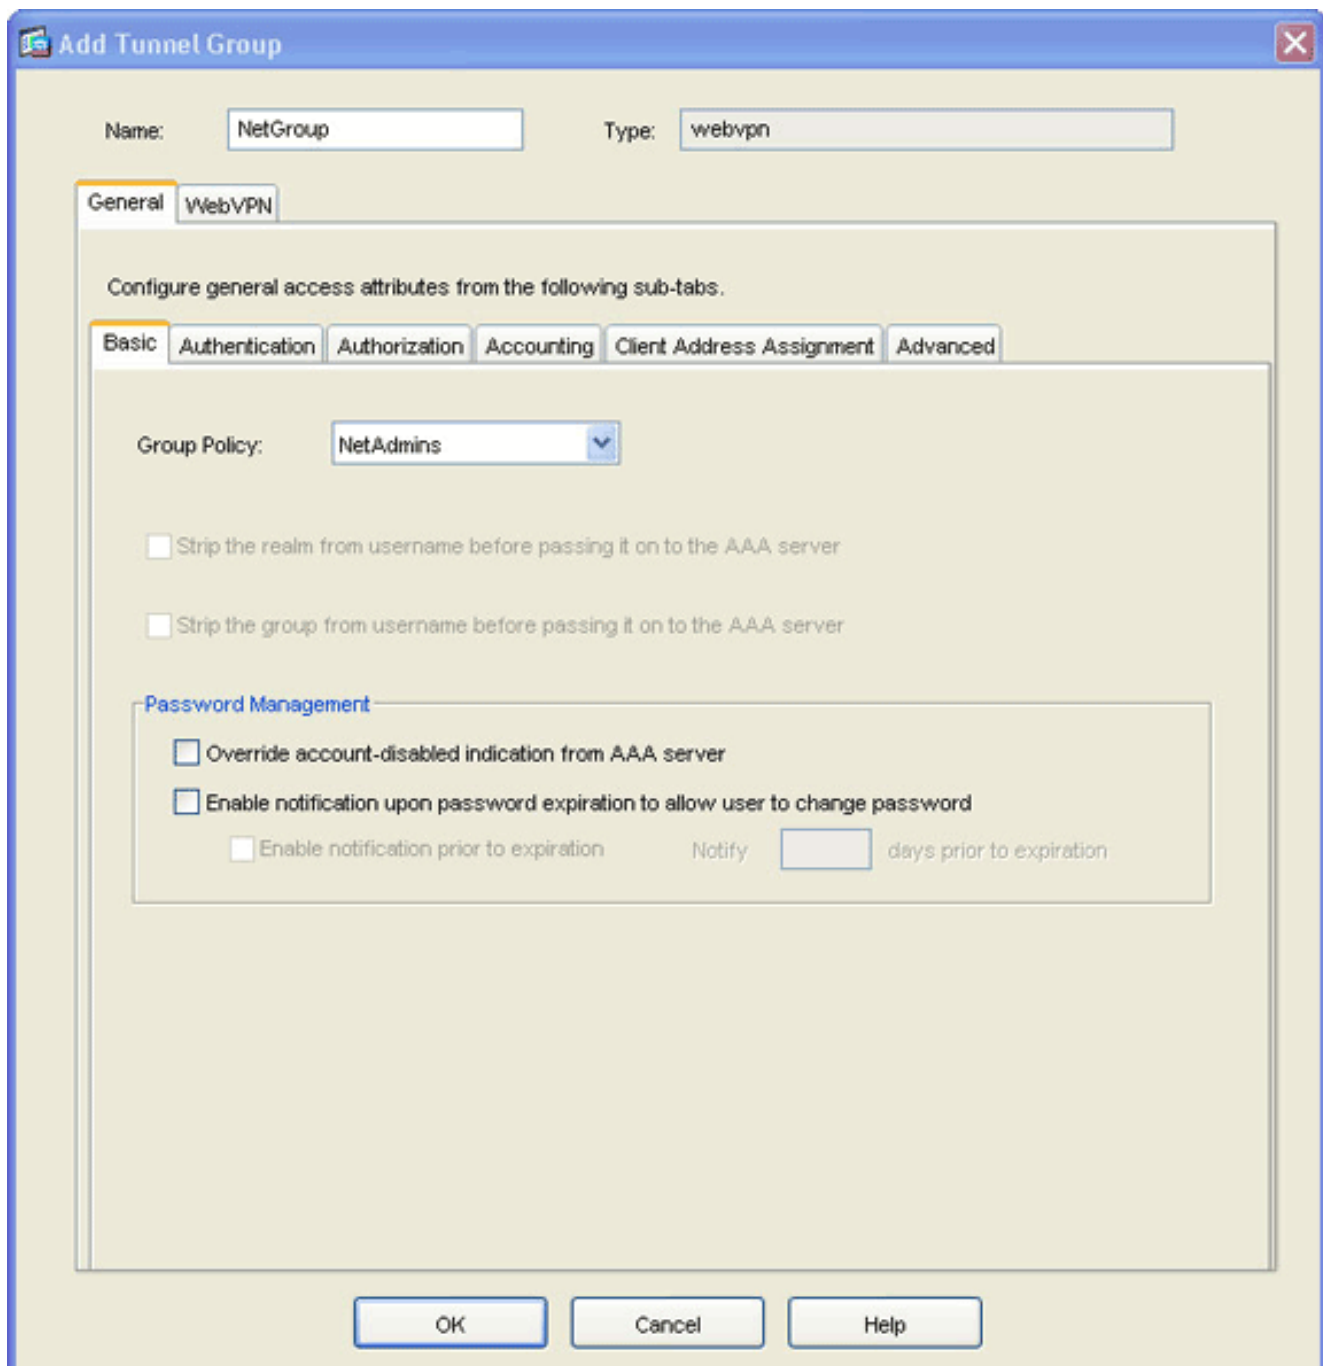 Add Tunnel Group
Name: NetGroup Type: webvpn
General WebVPN
Configure general access attributes from the following sub-tabs.
Basic Authentication Authorization Accounting Client Address Assignment Advanced
Group Policy: NetAdmins
Strip the realm from username before passing it on to the AAA server
Strip the group from username before passing it on to the AAA server
Password Management
Override account-disabled indication from AAA server
Enable notification upon password expiration to allow user to change password
Enable notification prior to expiration Notify days prior to expiration
OK Cancel Help